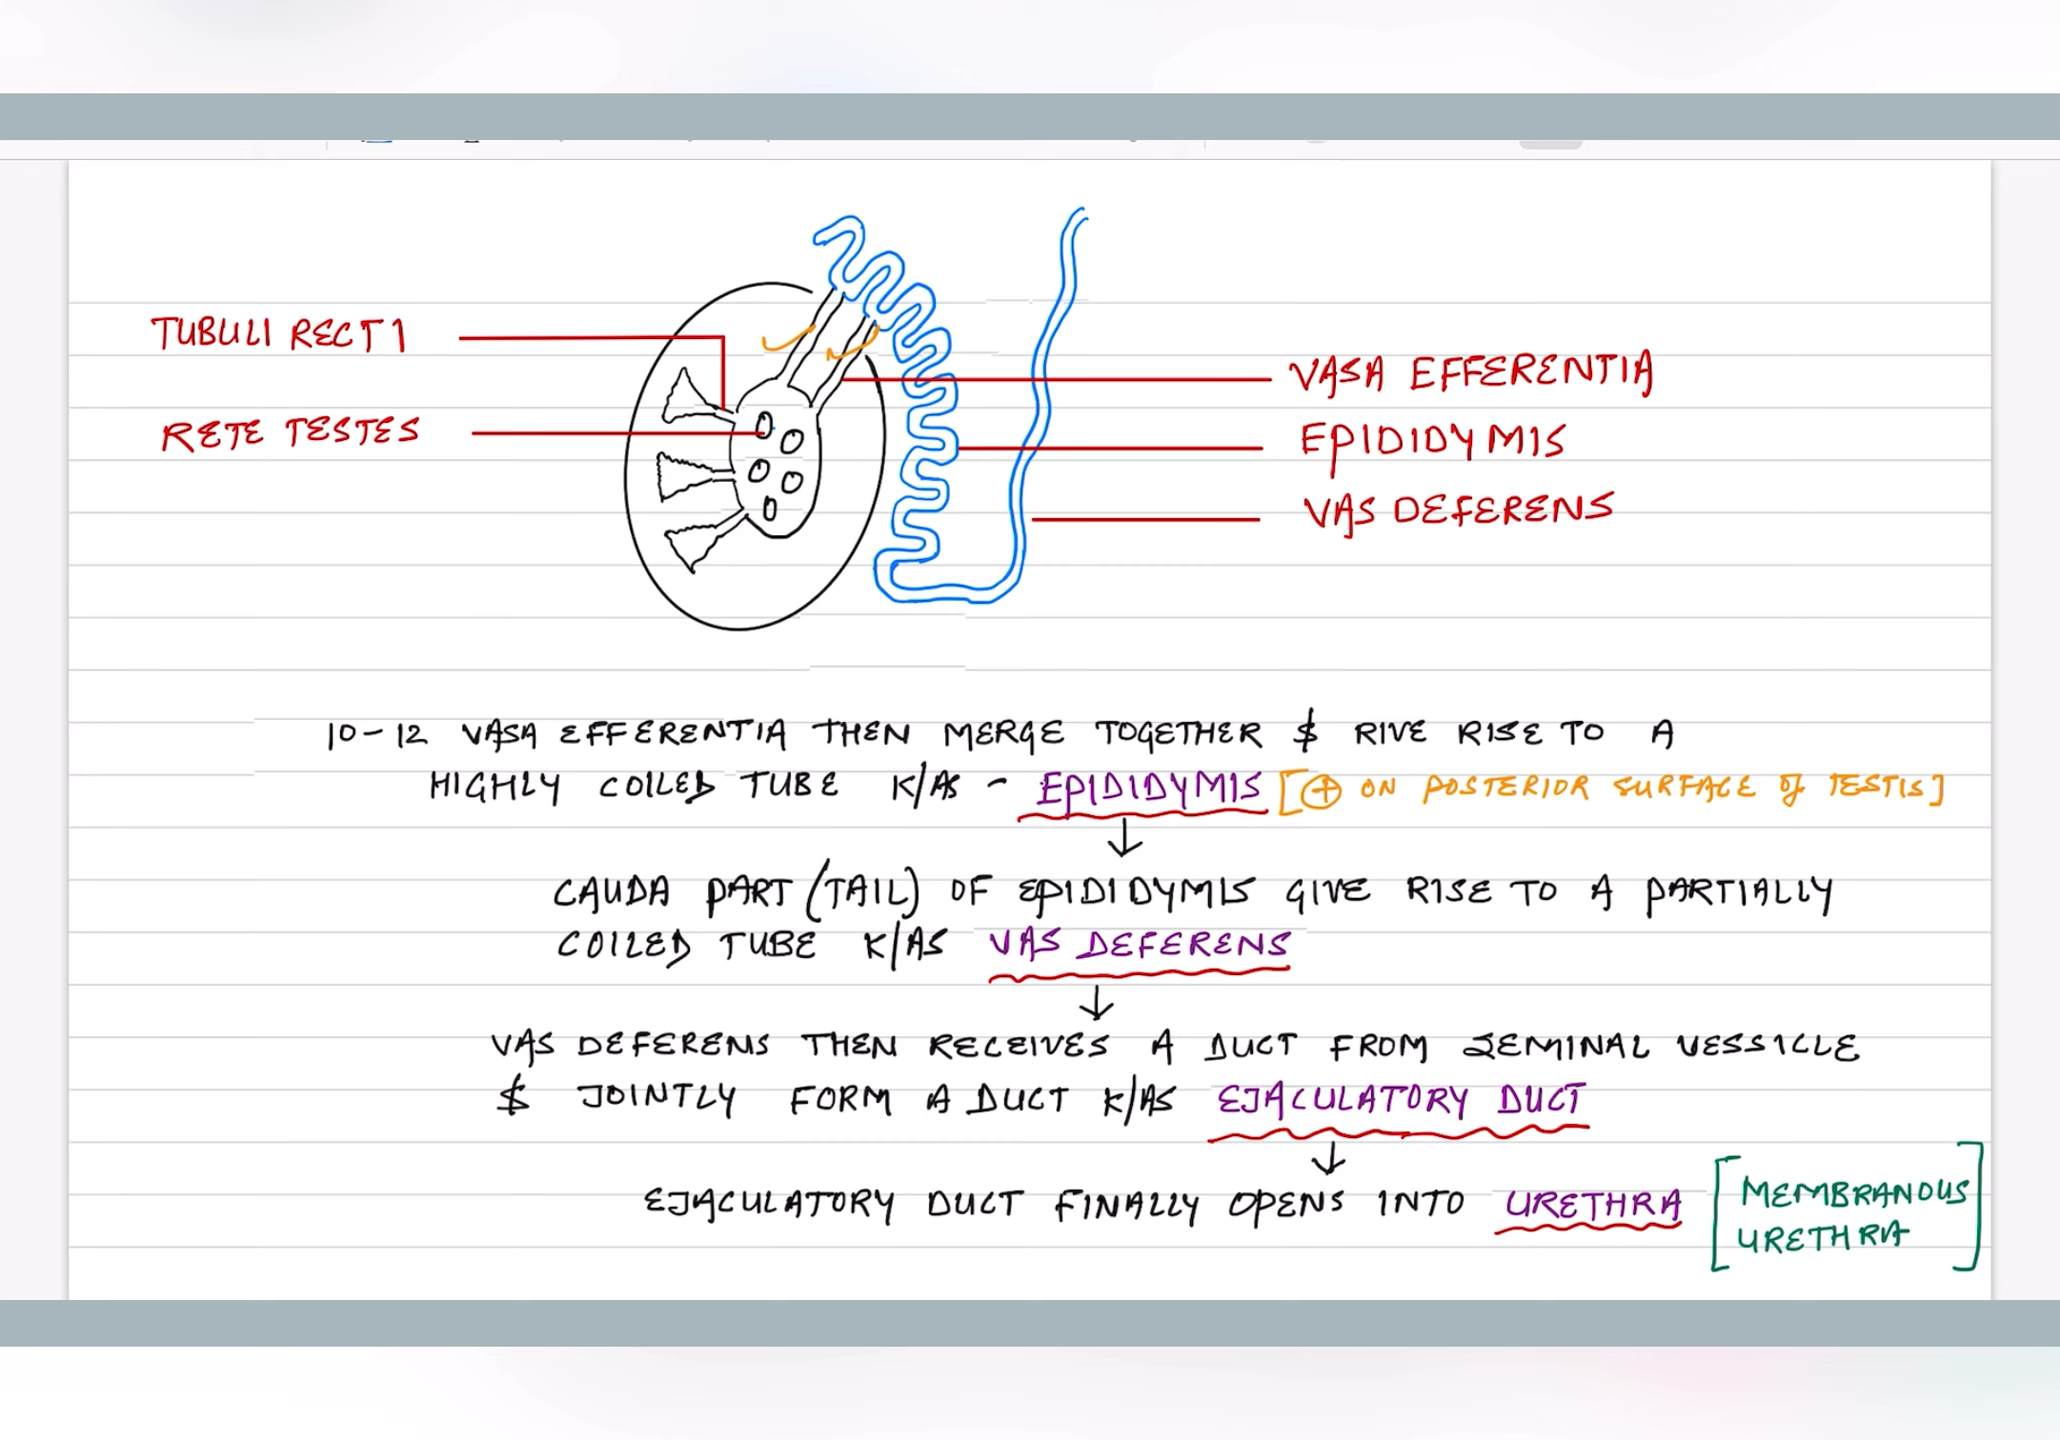 TUBULI RECTI
RETE TESTES
VASA EFFERENTIA
EPIDIDYMIS
VAS DEFERENS
10-12 VASA EFFERENTIA THEN MERGE TOGETHER & RIVE RISE TO A
HIGHLY COILED TUBE K/AS - EPIDIDYMIS [⊕ ON POSTERIOR SURFACE of TESTIS]
↓
CAUDA PART (TAIL) OF EPIDIDYMIS GIVE RISE TO A PARTIALLY
COILED TUBE K/AS VAS DEFERENS
↓
VAS DEFERENS THEN RECEIVES A DUCT FROM SEMINAL VESSICLE
& JOINTLY FORM A DUCT K/AS EJACULATORY DUCT
↓
EJACULATORY DUCT FINALLY OPENS INTO URETHRA [MEMBRANOUS
URETHRA]